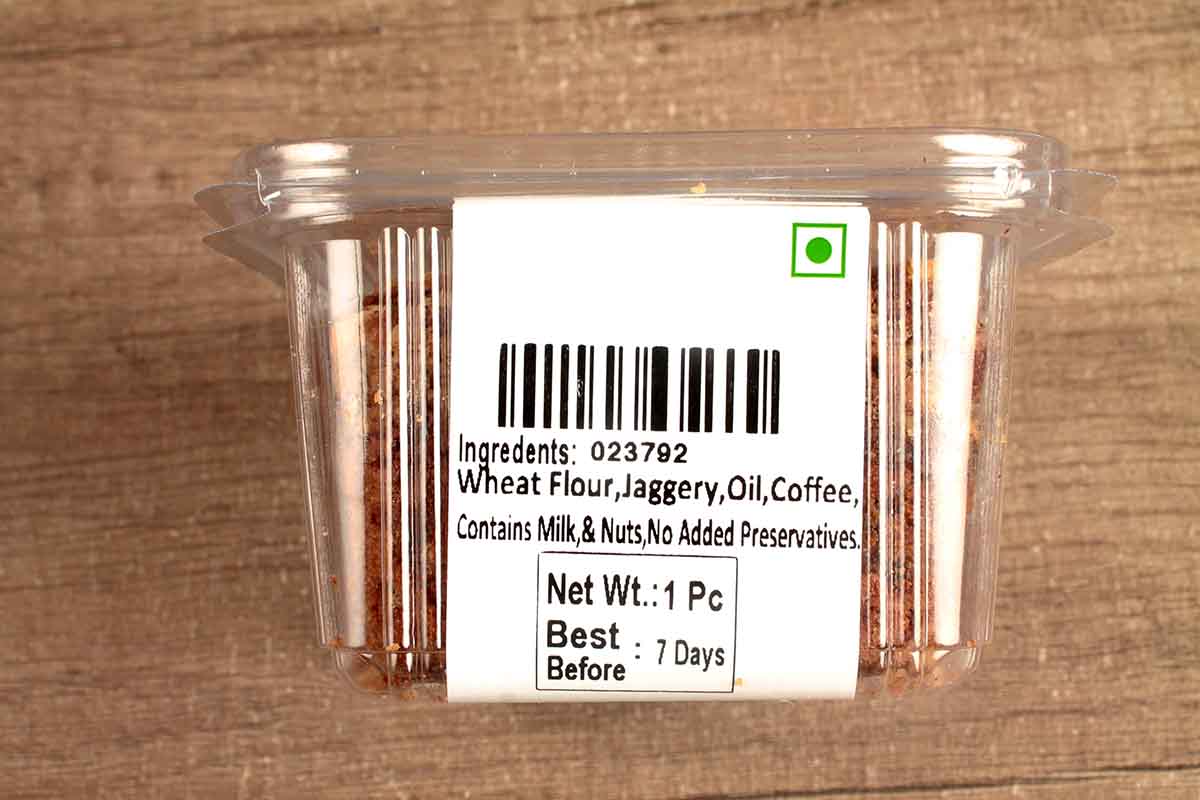 Ingredents: 023792
Wheat Flour,Jaggery,Oil,Coffee,
Contains Milk,& Nuts,No Added Preservatives.
Net Wt.:1 Pc
Best Before : 7 Days